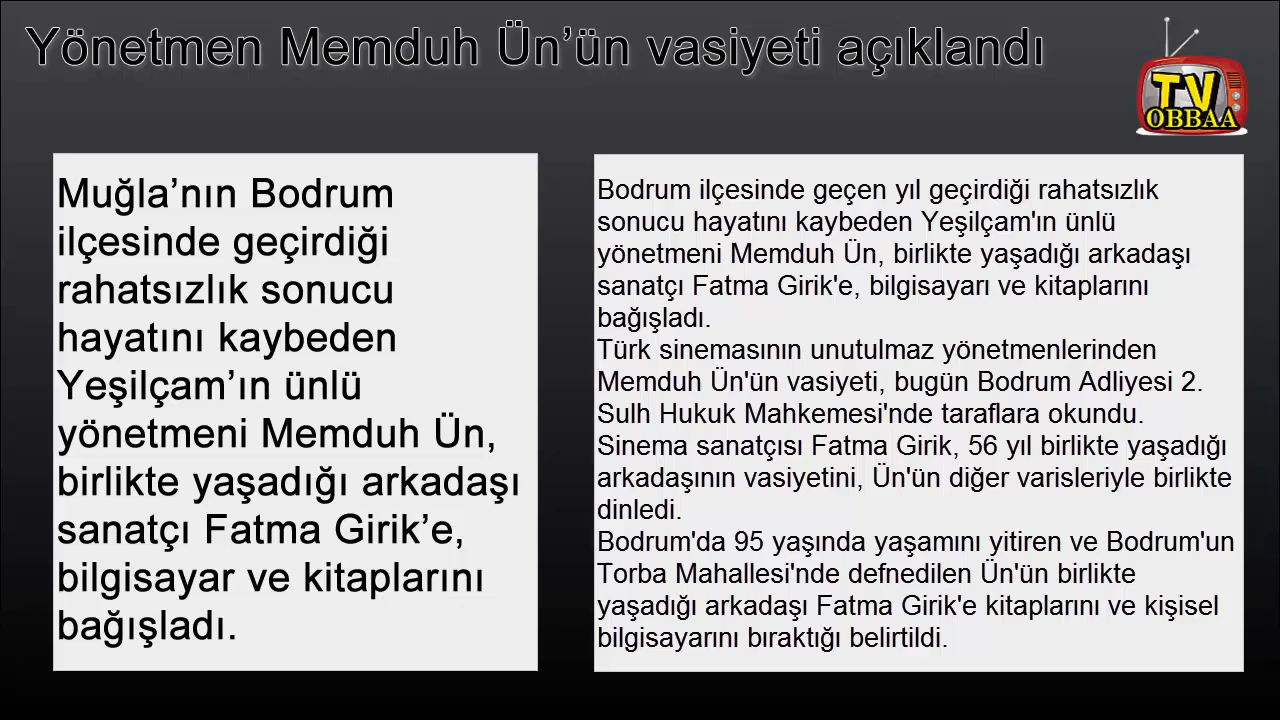 Yönetmen Memduh Ün’ün vasiyeti açıklandı
TV
OBBAA
Muğla’nın Bodrum
ilçesinde geçirdiği
rahatsızlık sonucu
hayatını kaybeden
Yeşilçam’ın ünlü
yönetmeni Memduh Ün,
birlikte yaşadığı arkadaşı
sanatçı Fatma Girik’e,
bilgisayar ve kitaplarını
bağışladı.
Bodrum ilçesinde geçen yıl geçirdiği rahatsızlık
sonucu hayatını kaybeden Yeşilçam'ın ünlü
yönetmeni Memduh Ün, birlikte yaşadığı arkadaşı
sanatçı Fatma Girik'e, bilgisayarı ve kitaplarını
bağışladı.
Türk sinemasının unutulmaz yönetmenlerinden
Memduh Ün'ün vasiyeti, bugün Bodrum Adliyesi 2.
Sulh Hukuk Mahkemesi'nde taraflara okundu.
Sinema sanatçısı Fatma Girik, 56 yıl birlikte yaşadığı
arkadaşının vasiyetini, Ün'ün diğer varisleriyle birlikte
dinledi.
Bodrum'da 95 yaşında yaşamını yitiren ve Bodrum'un
Torba Mahallesi'nde defnedilen Ün'ün birlikte
yaşadığı arkadaşı Fatma Girik'e kitaplarını ve kişisel
bilgisayarını bıraktığı belirtildi.